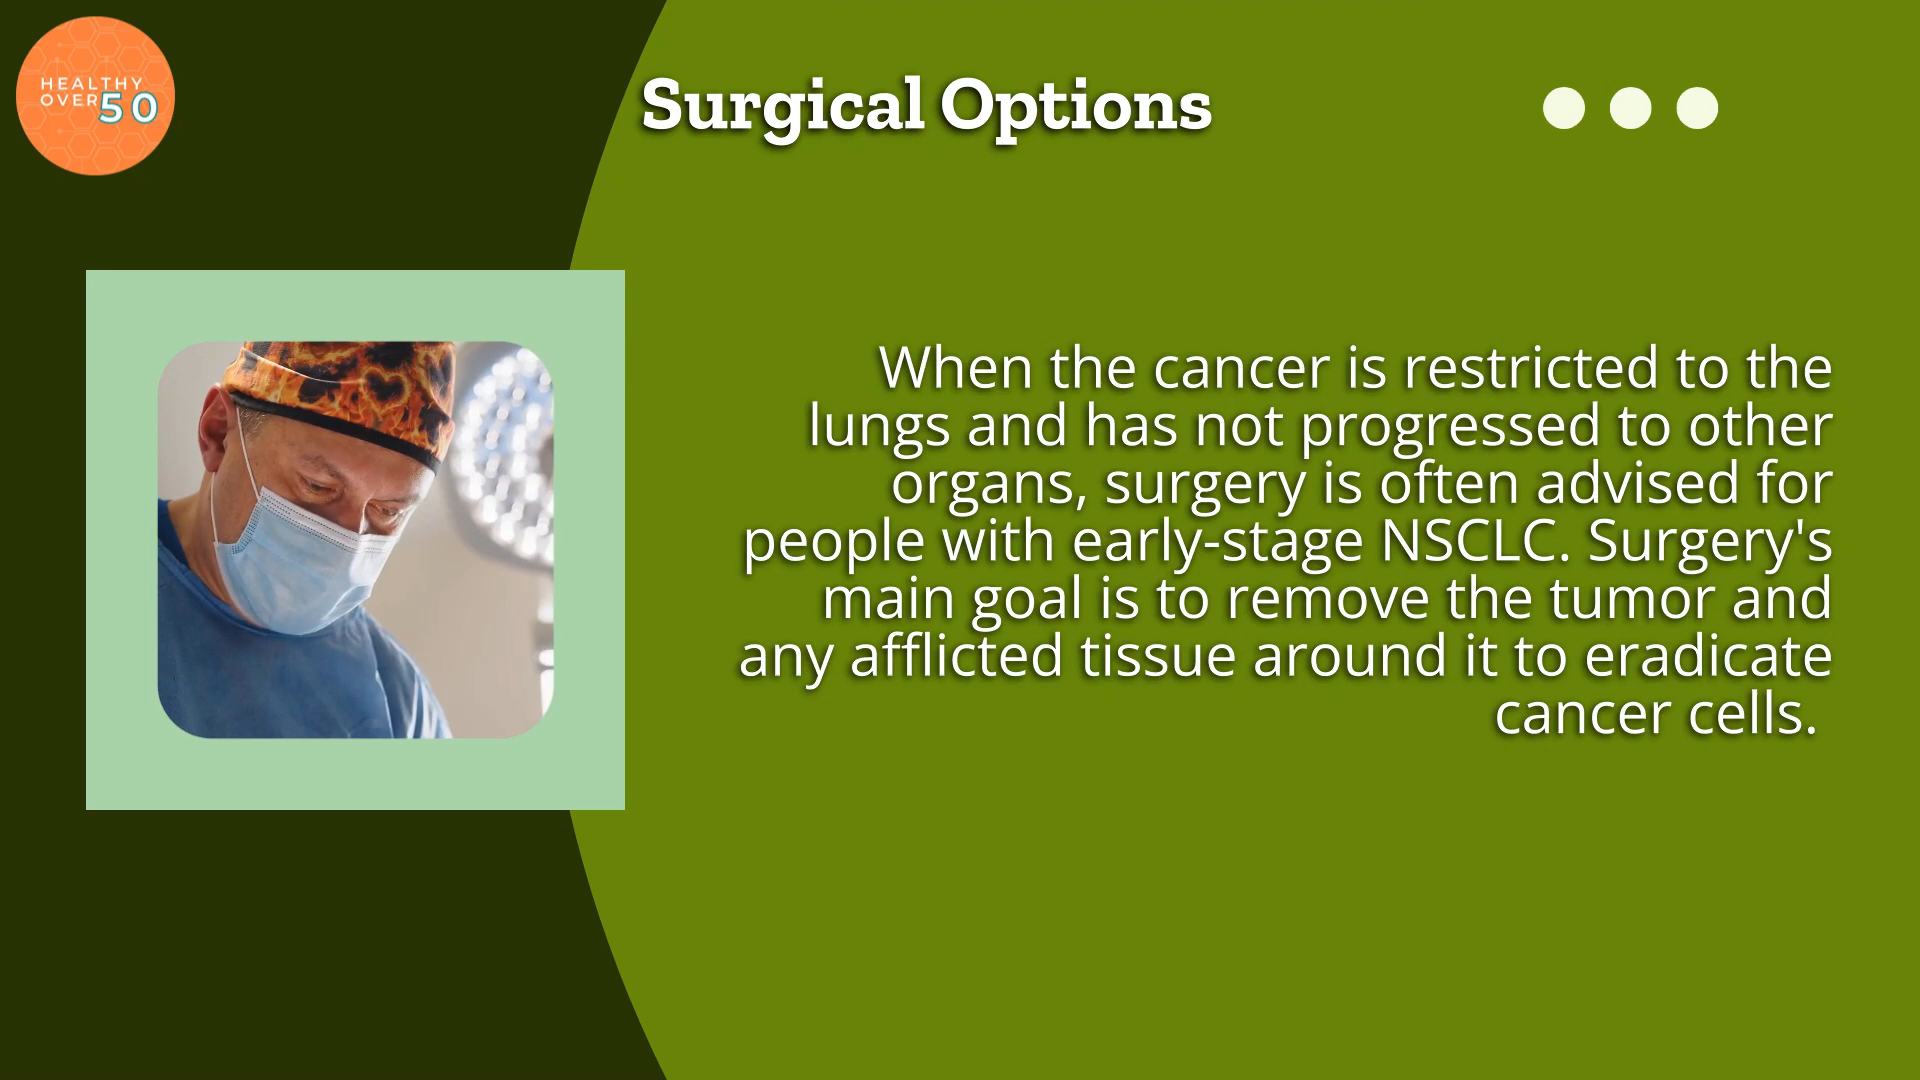 HEALTHY
OVER 50
Surgical Options
When the cancer is restricted to the
lungs and has not progressed to other
organs, surgery is often advised for
people with early-stage NSCLC. Surgery's
main goal is to remove the tumor and
any afflicted tissue around it to eradicate
cancer cells.